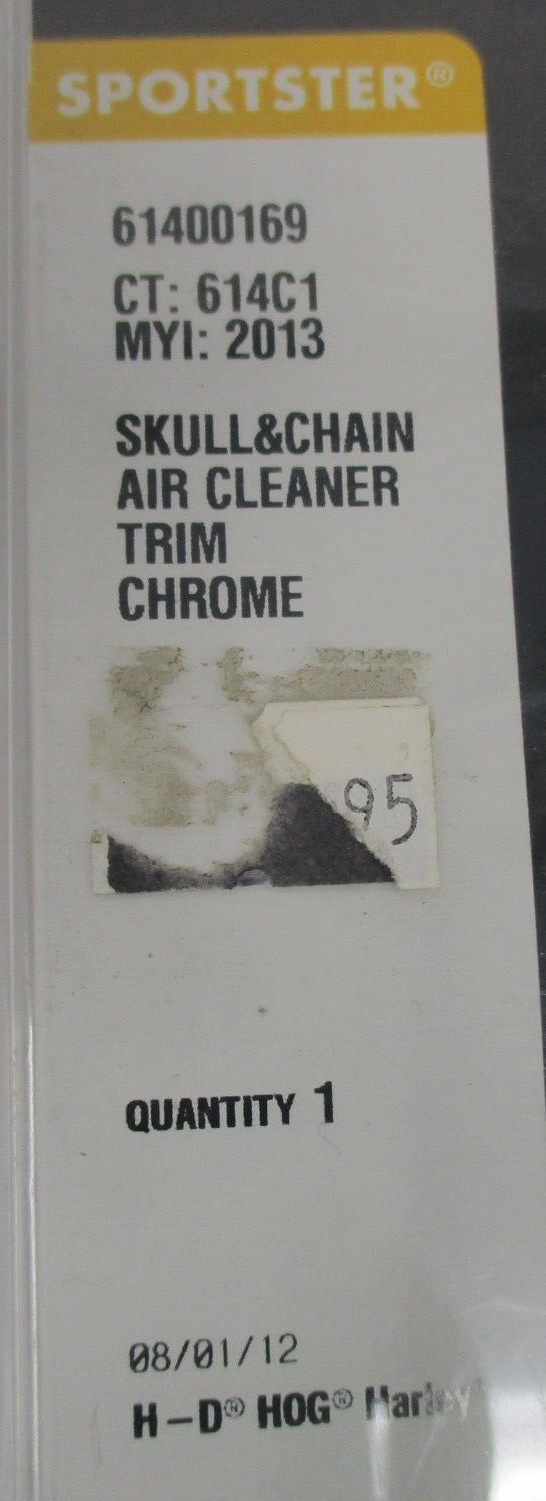 SPORTSTER®
61400169
CT: 614C1
MYI: 2013
SKULL&CHAIN
AIR CLEANER
TRIM
CHROME
95
QUANTITY 1
08/01/12
H-D® HOG® Harley